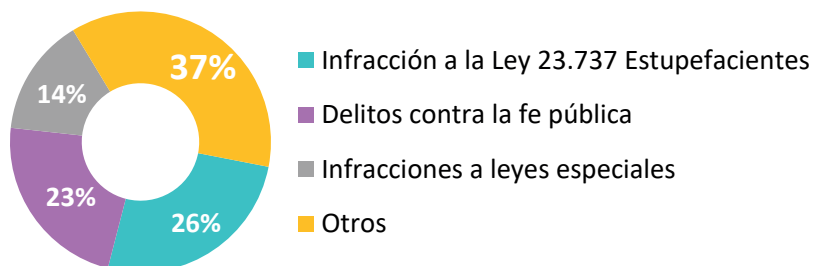 37%
14%
23%
26%
Infracción a la Ley 23.737 Estupefacientes
Delitos contra la fe pública
Infracciones a leyes especiales
Otros